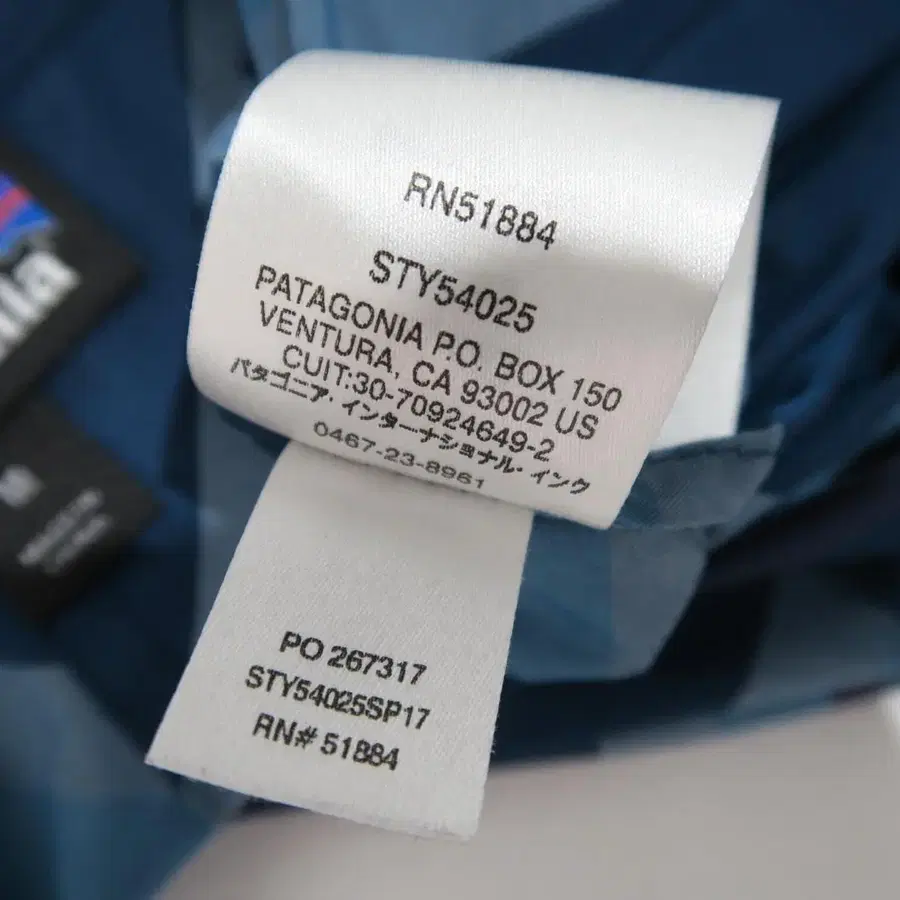 RN51884
STY54025
PATAGONIA P.O. BOX 150
VENTURA, CA 93002 US
CUIT:30-70924649-2
パタゴニア・インターナショナル・インク
0467-23-8961
PO 267317
STY54025SP17
RN# 51884